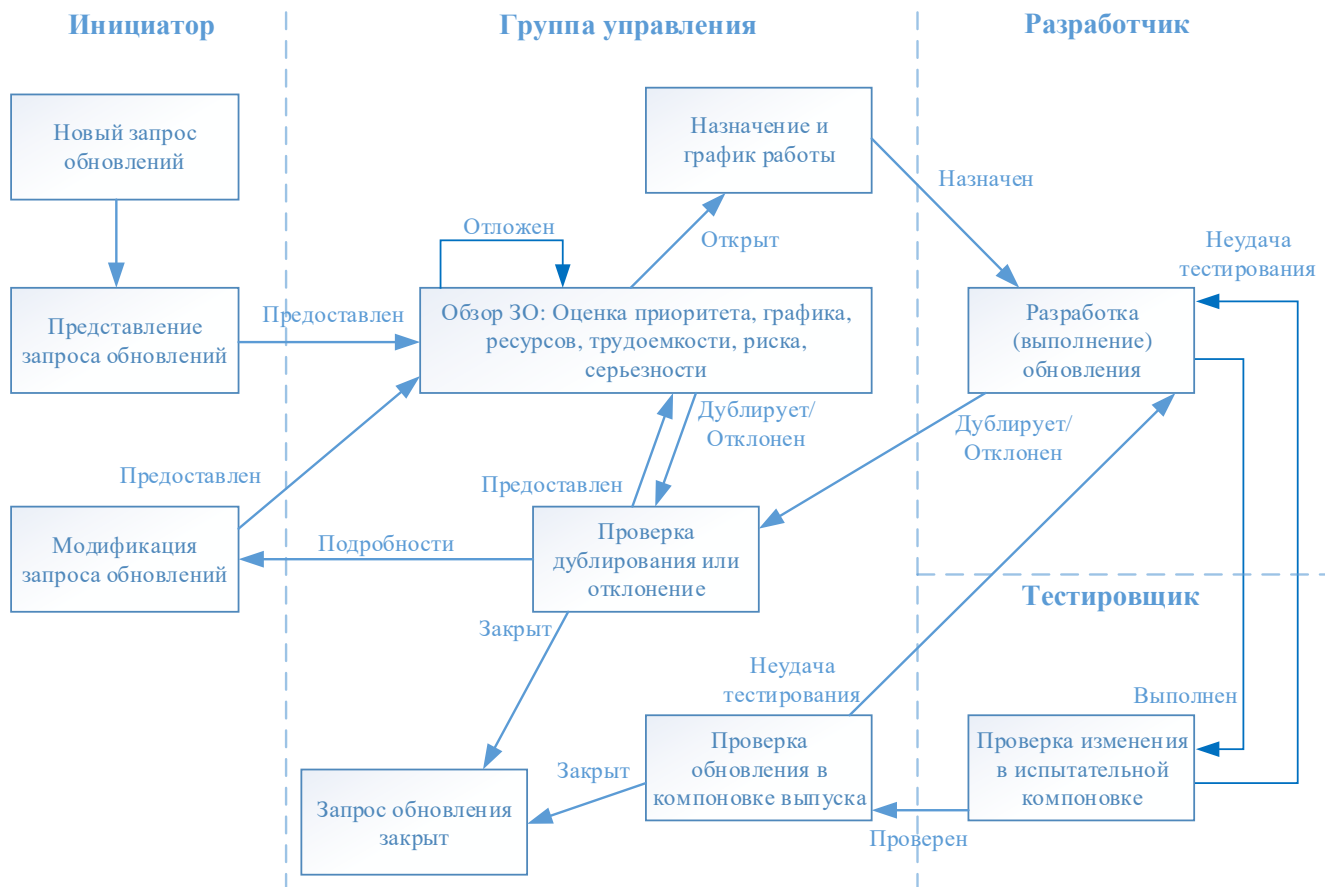 Инициатор
Группа управления
Разработчик
Новый запрос
обновлений
Назначение и
график работы
Назначен
Отложен
Открыт
Неудача
тестирования
Представление
запроса обновлений
Предоставлен
Обзор ЗО: Оценка приоритета, графика,
ресурсов, трудоемкости, риска,
серьезности
Разработка
(выполнение)
обновления
Дублирует/
Отклонен
Дублирует/
Отклонен
Предоставлен
Предоставлен
Модификация
запроса обновлений
Подробности
Проверка
дублирования или
отклонение
Тестировщик
Закрыт
Неудача
тестирования
Выполнен
Проверка
обновления в
компоновке выпуска
Проверка изменения
в испытательной
компоновке
Закрыт
Запрос обновления
закрыт
Проверен